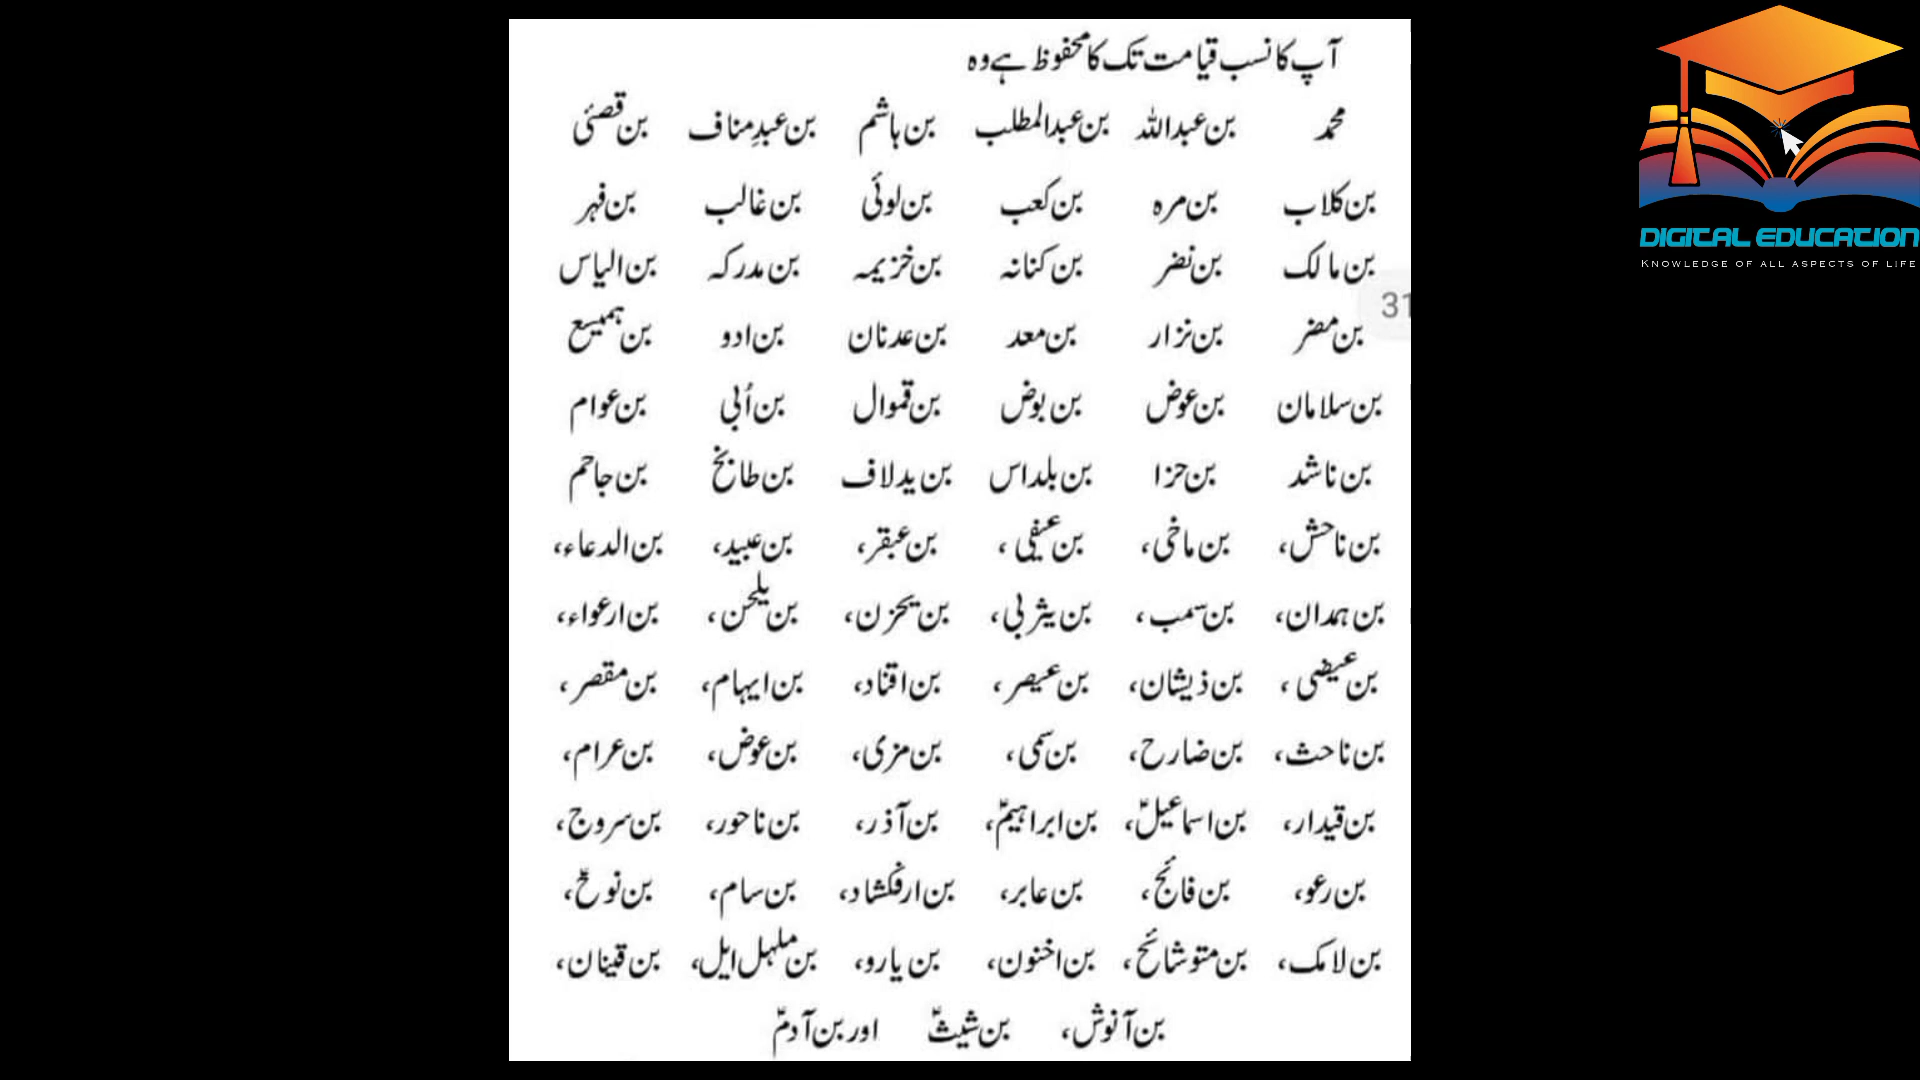 آپ کا نسب قیامت تک کا محفوظ ہے وہ
محمد بن عبداللہ بن عبدالمطلب بن ہاشم بن عبدِ مناف بن قصئی
بن کلاب بن مرہ بن کعب بن لوئی بن غالب بن فہر
بن مالک بن نضر بن کنانہ بن خزیمہ بن مدرکہ بن الیاس
بن مضر بن نزار بن معد بن عدنان بن ادو بن ہمیسع
بن سلامان بن عوض بن بوض بن قموال بن اُبی بن عوام
بن ناشد بن حزا بن بلداس بن یدلاف بن طابخ بن جاحم
بن ناحش، بن ماخی، بن عیفی، بن عبقر، بن عبید، بن الدعاء،
بن ہمدان، بن سمب، بن یثربی، بن یحزن، بن یلحن، بن ارعواء،
بن عیضی، بن ذیشان، بن عیصر، بن اقناد، بن ایہام، بن مقصر،
بن ناحث، بن ضارح، بن سمی، بن مزی، بن عوض، بن عرام،
بن قیدار، بن اسماعیلؑ، بن ابراہیمؑ، بن آذر، بن ناحور، بن سروج،
بن رعو، بن فالج، بن عابر، بن ارفکشاد، بن سام، بن نوحؑ،
بن لامک، بن متوشائح، بن اخنون، بن یارو، بن ملہل ایل، بن قینان،
بن آنوش، بن شیثؑ اور بن آدمؑ
31
DIGITAL EDUCATION
KNOWLEDGE OF ALL ASPECTS OF LIFE